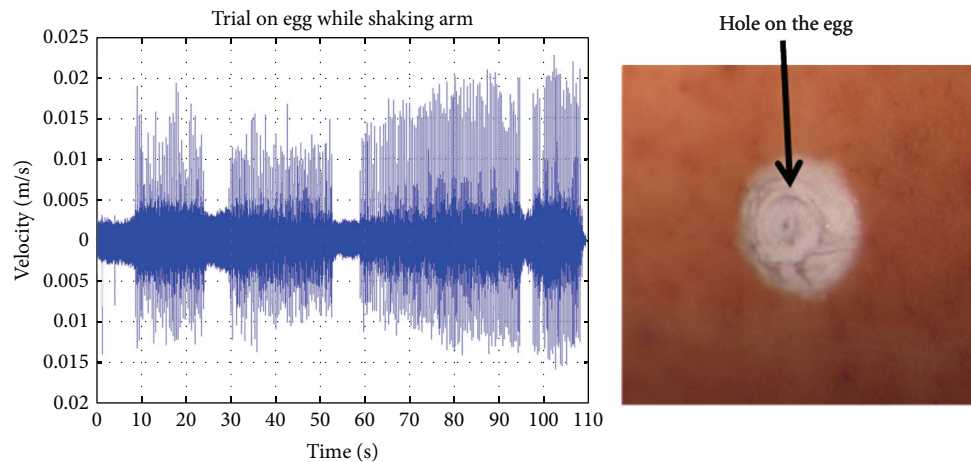 Trial on egg while shaking arm
0.025
0.02
0.015
0.01
0.005
0
0.005
0.01
0.015
0.02
Velocity (m/s)
0 10 20 30 40 50 60 70 80 90 100 110
Time (s)
Hole on the egg